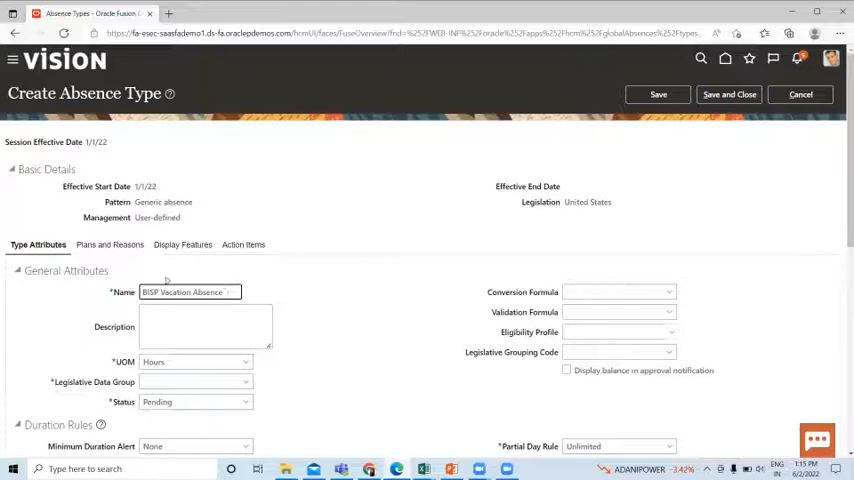 Absence Types - Oracle Fusion C
https://fa-esec-saasfademo1.ds-fa.oraclepdemos.com/hcmUI/faces/FuseOverview?fnd=%3B%252FWEB-INF%252Foracle%252Fapps%252Fhcm%252FglobalAbsences%252Ftypes...
VISION
Create Absence Type
Save
Save and Close
Cancel
Session Effective Date 1/1/22
Basic Details
Effective Start Date 1/1/22
Effective End Date
Pattern Generic absence
Legislation United States
Management User-defined
Type Attributes
Plans and Reasons
Display Features
Action Items
General Attributes
*Name BISP Vacation Absence
Conversion Formula
Description
Validation Formula
Eligibility Profile
Legislative Grouping Code
*UOM Hours
Display balance in approval notification
*Legislative Data Group
*Status Pending
Duration Rules
Minimum Duration Alert None
*Partial Day Rule Unlimited
Type here to search
ADANIPOWER -3.42%
ENG
IN
1:15 PM
6/2/2022